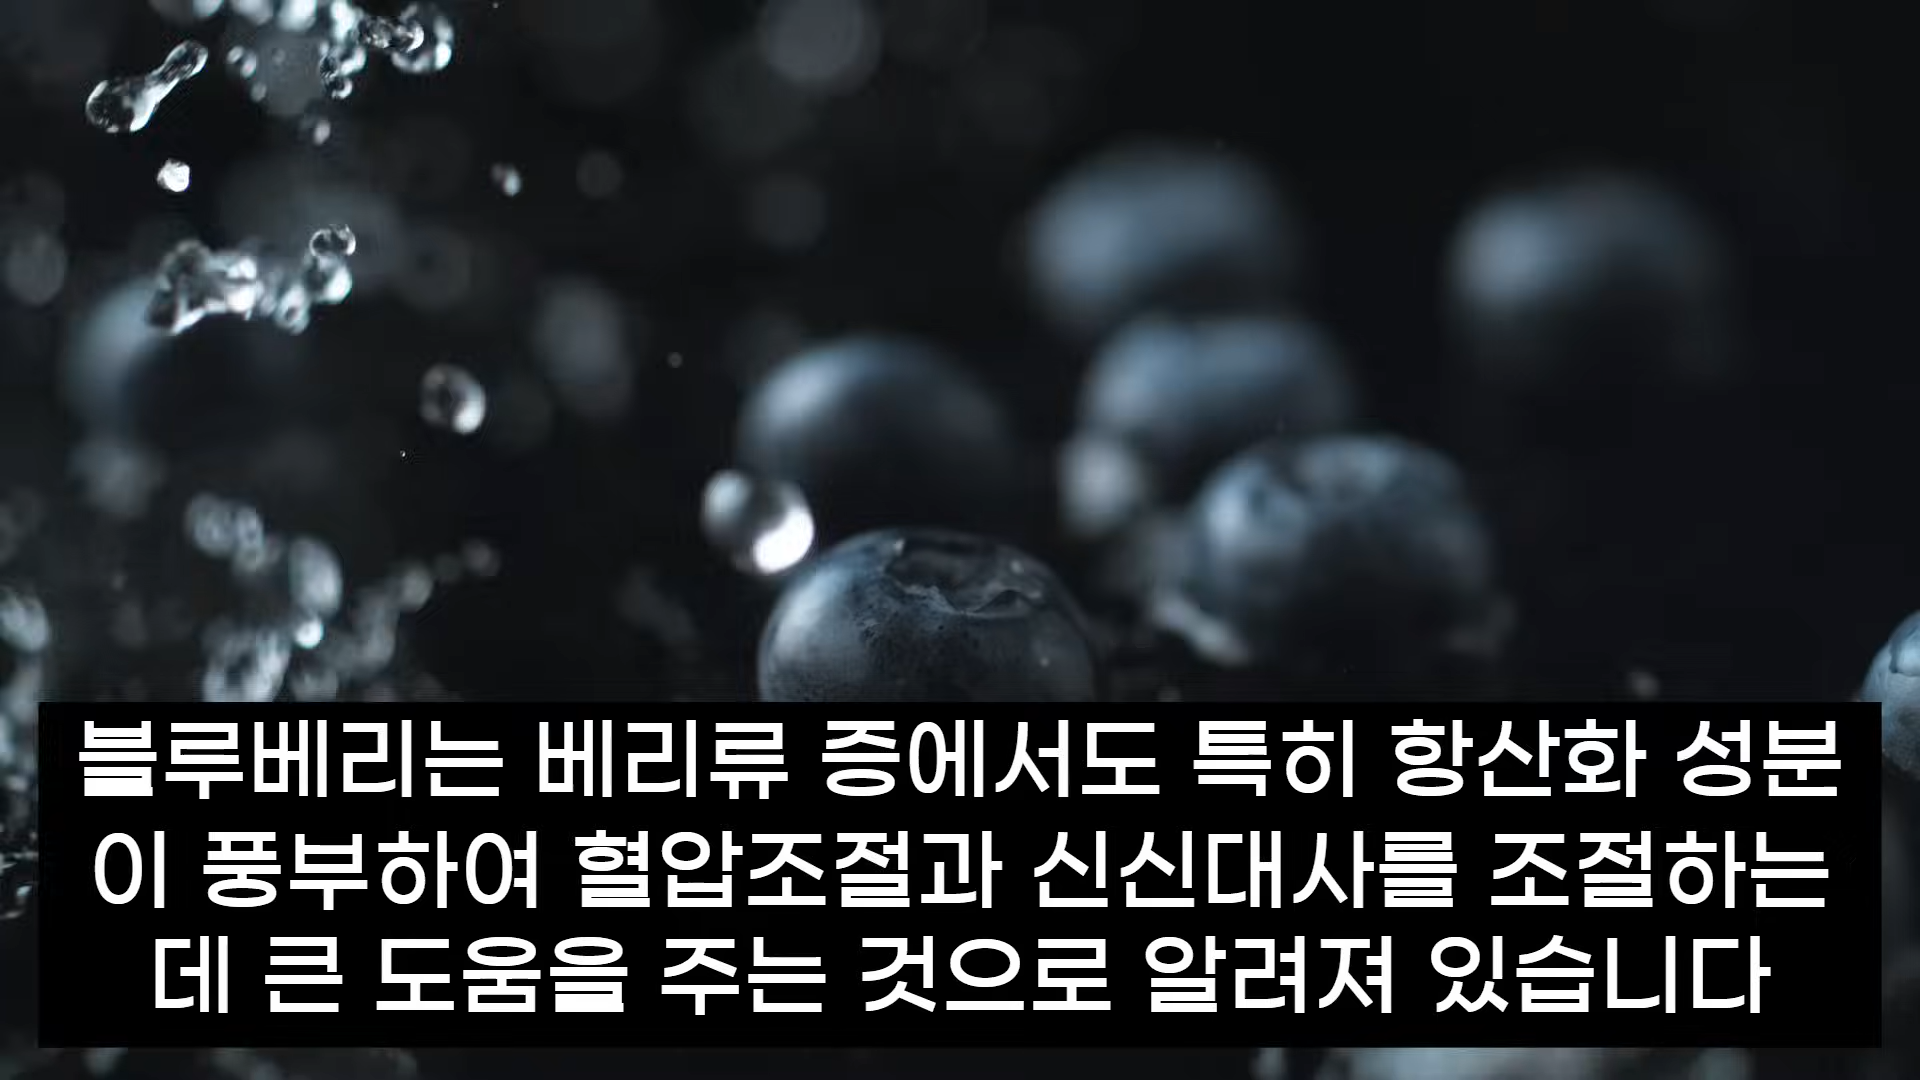 블루베리는 베리류 중에서도 특히 항산화 성분
이 풍부하여 혈압조절과 신신대사를 조절하는
데 큰 도움을 주는 것으로 알려져 있습니다